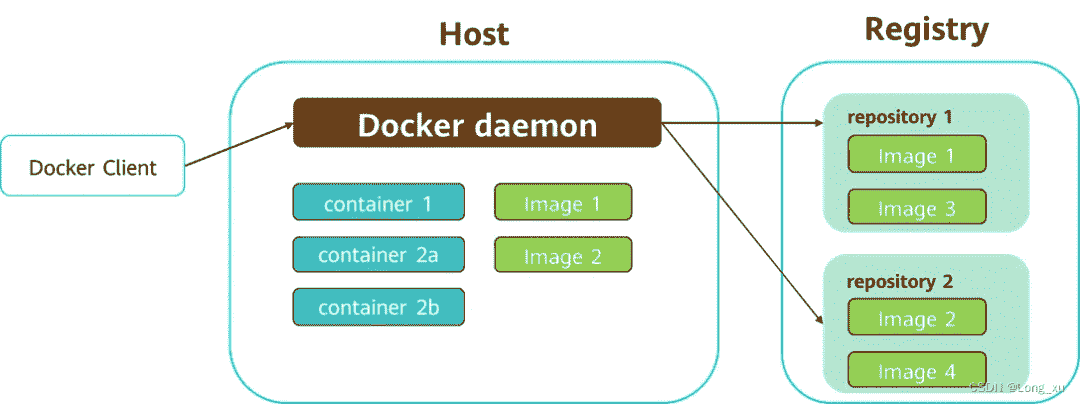 Host
Registry
Docker daemon
Docker Client
container 1
Image 1
container 2a
Image 2
container 2b
repository 1
Image 1
Image 3
repository 2
Image 2
Image 4
CSDN @Long_xu